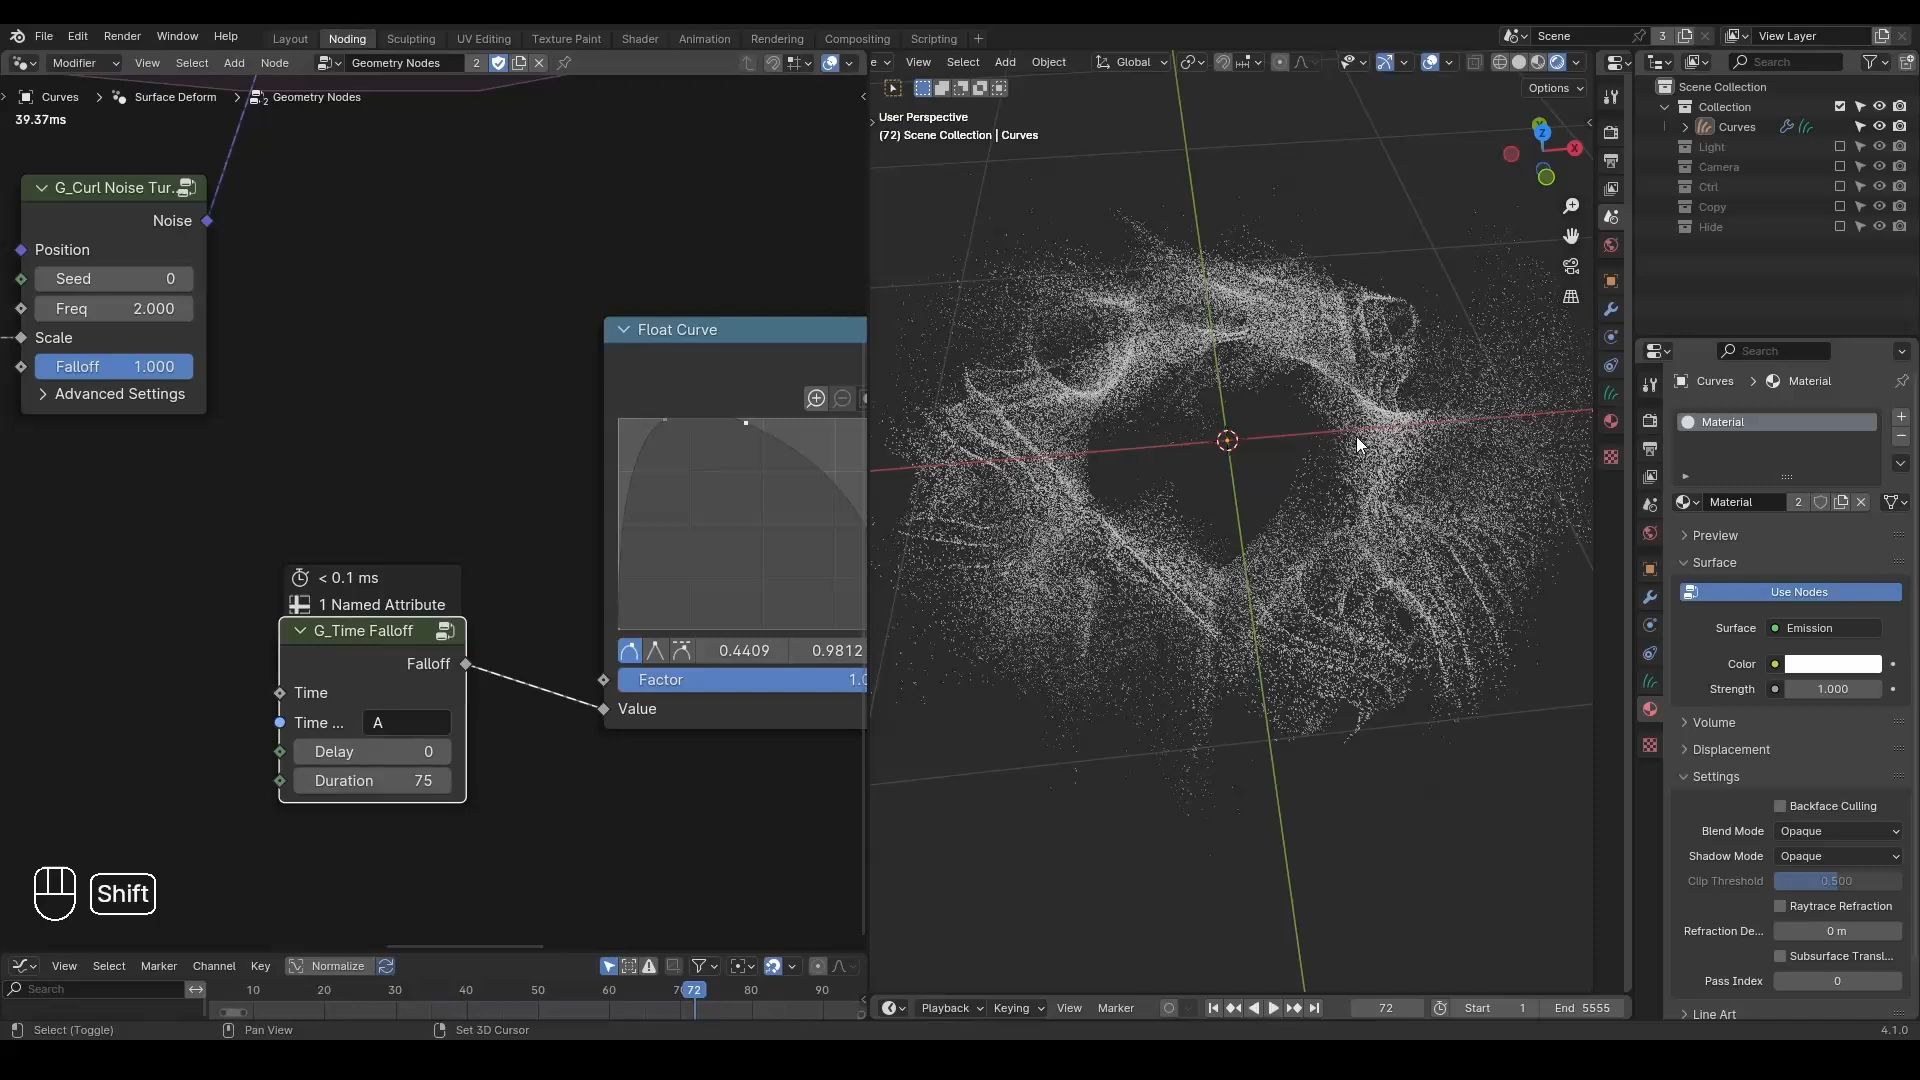 File Edit Render Window Help
Layout Noding Sculpting UV Editing Texture Paint Shader Animation Rendering Compositing Scripting +
Scene 3 View Layer
Modifier View Select Add Node Geometry Nodes 2
e View Select Add Object Global
Search
Curves > Surface Deform > Geometry Nodes
2
39.37ms
Options
User Perspective
(72) Scene Collection | Curves
Z
X
Scene Collection
Collection
Curves
Light
Camera
Ctrl
Copy
Hide
G_Curl Noise Tur...
Noise
Position
Seed 0
Freq 2.000
Scale
Falloff 1.000
Advanced Settings
Float Curve
0.4409 0.9812
Factor 1.0
Value
< 0.1 ms
1 Named Attribute
G_Time Falloff
Falloff
Time
Time ... A
Delay 0
Duration 75
Shift
Search
Curves > Material
Material
Material 2
Preview
Surface
Use Nodes
Surface Emission
Color
Strength 1.000
Volume
Displacement
Settings
Backface Culling
Blend Mode Opaque
Shadow Mode Opaque
Clip Threshold 0.500
Raytrace Refraction
Refraction De... 0 m
Subsurface Transl...
Pass Index 0
Line Art
View Select Marker Channel Key Normalize
Search
10 20 30 40 50 60 7 72 80 90
Playback Keying View Marker 72 Start 1 End 5555
Select (Toggle) Pan View Set 3D Cursor 4.1.0